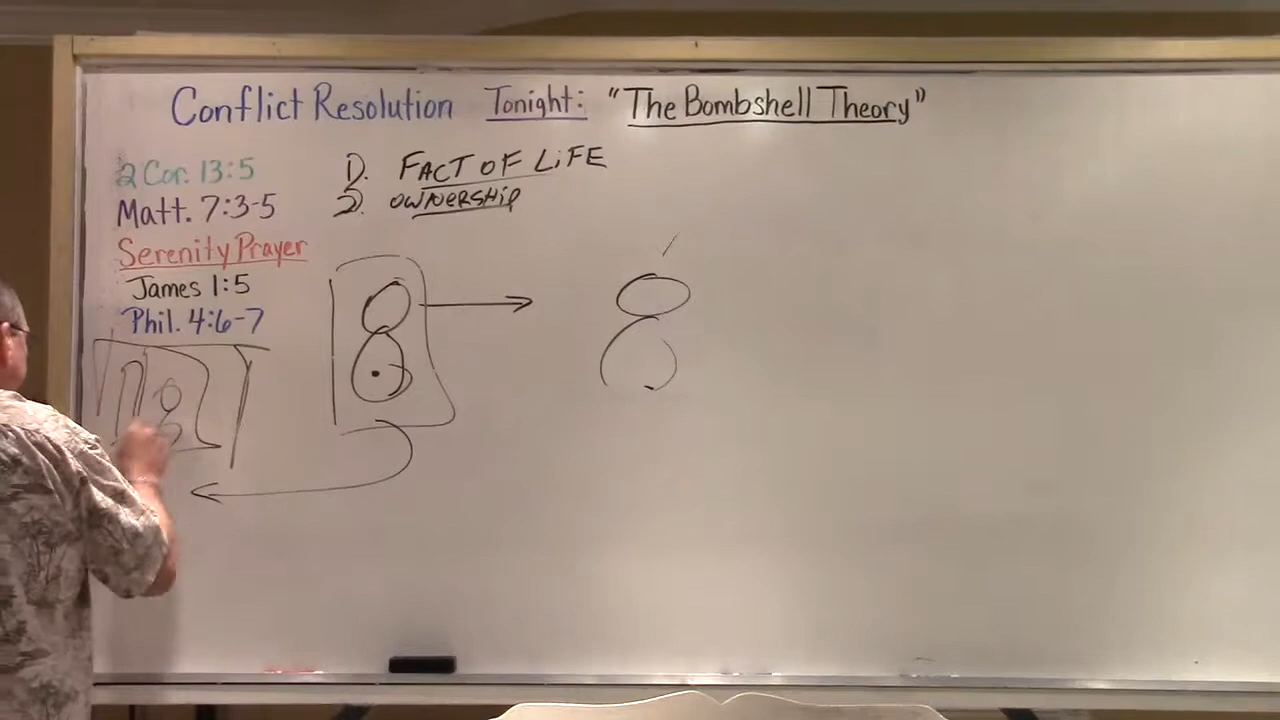 Conflict Resolution Tonight: "The Bombshell Theory"
2 Cor. 13:5
Matt. 7:3-5
Serenity Prayer
James 1:5
Phil. 4:6-7
1). FACT OF LiFE
2). OWNERSHIP